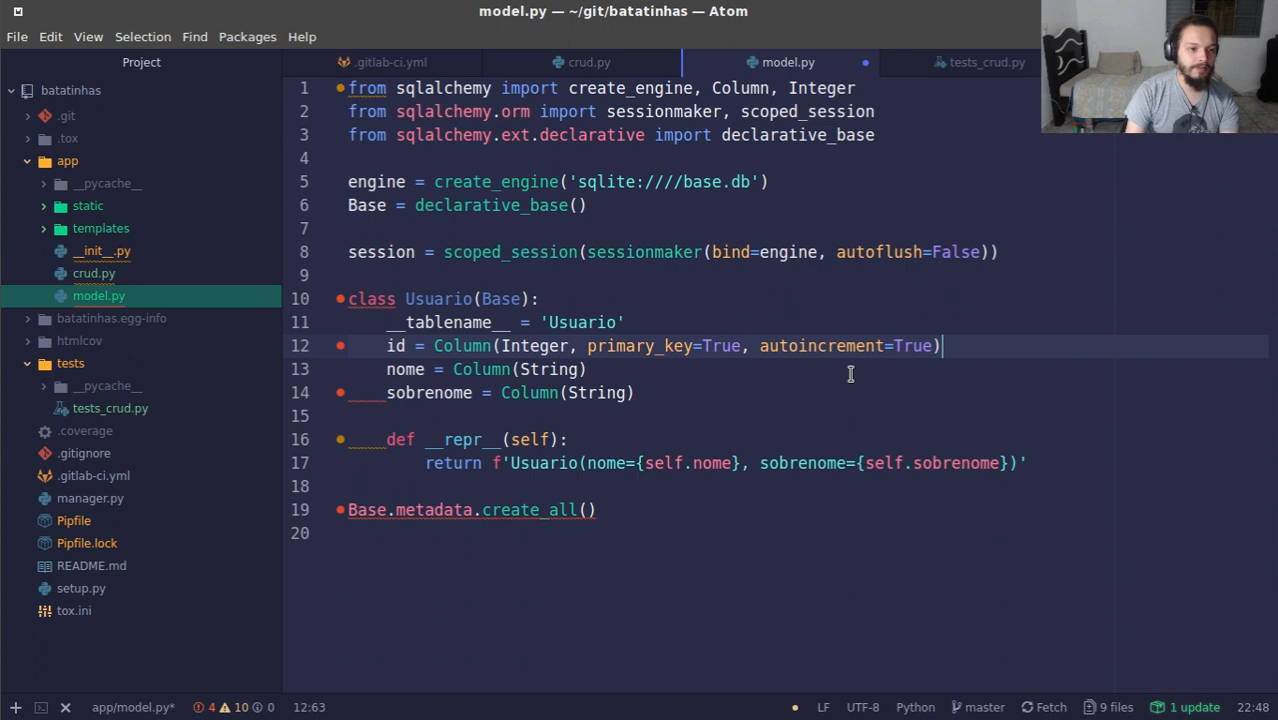 model.py — ~/git/batatinhas — Atom
File Edit View Selection Find Packages Help
Project
.gitlab-ci.yml crud.py model.py tests_crud.py
batatinhas
.git
.tox
app
__pycache__
static
templates
__init__.py
crud.py
model.py
batatinhas.egg-info
htmlcov
tests
__pycache__
tests_crud.py
.coverage
.gitignore
.gitlab-ci.yml
manager.py
Pipfile
Pipfile.lock
README.md
setup.py
tox.ini
1 from sqlalchemy import create_engine, Column, Integer
2 from sqlalchemy.orm import sessionmaker, scoped_session
3 from sqlalchemy.ext.declarative import declarative_base
4
5 engine = create_engine('sqlite:////base.db')
6 Base = declarative_base()
7
8 session = scoped_session(sessionmaker(bind=engine, autoflush=False))
9
10 class Usuario(Base):
11 __tablename__ = 'Usuario'
12 id = Column(Integer, primary_key=True, autoincrement=True)
13 nome = Column(String)
14 sobrenome = Column(String)
15
16 def __repr__(self):
17 return f'Usuario(nome={self.nome}, sobrenome={self.sobrenome})'
18
19 Base.metadata.create_all()
20
app/model.py* 4 10 0 12:63 LF UTF-8 Python master Fetch 9 files 1 update 22:48